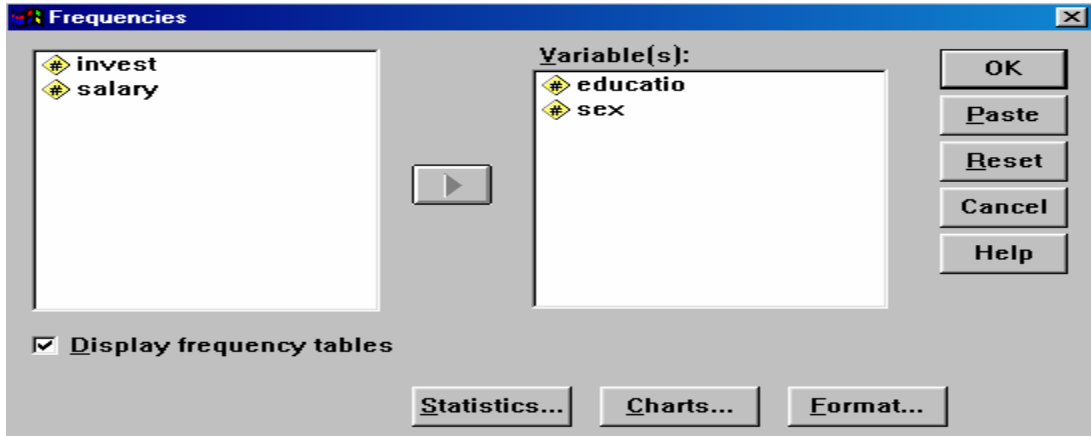 Frequencies
invest
salary
Variable(s):
educatio
sex
OK
Paste
Reset
Cancel
Help
Display frequency tables
Statistics...
Charts...
Format...